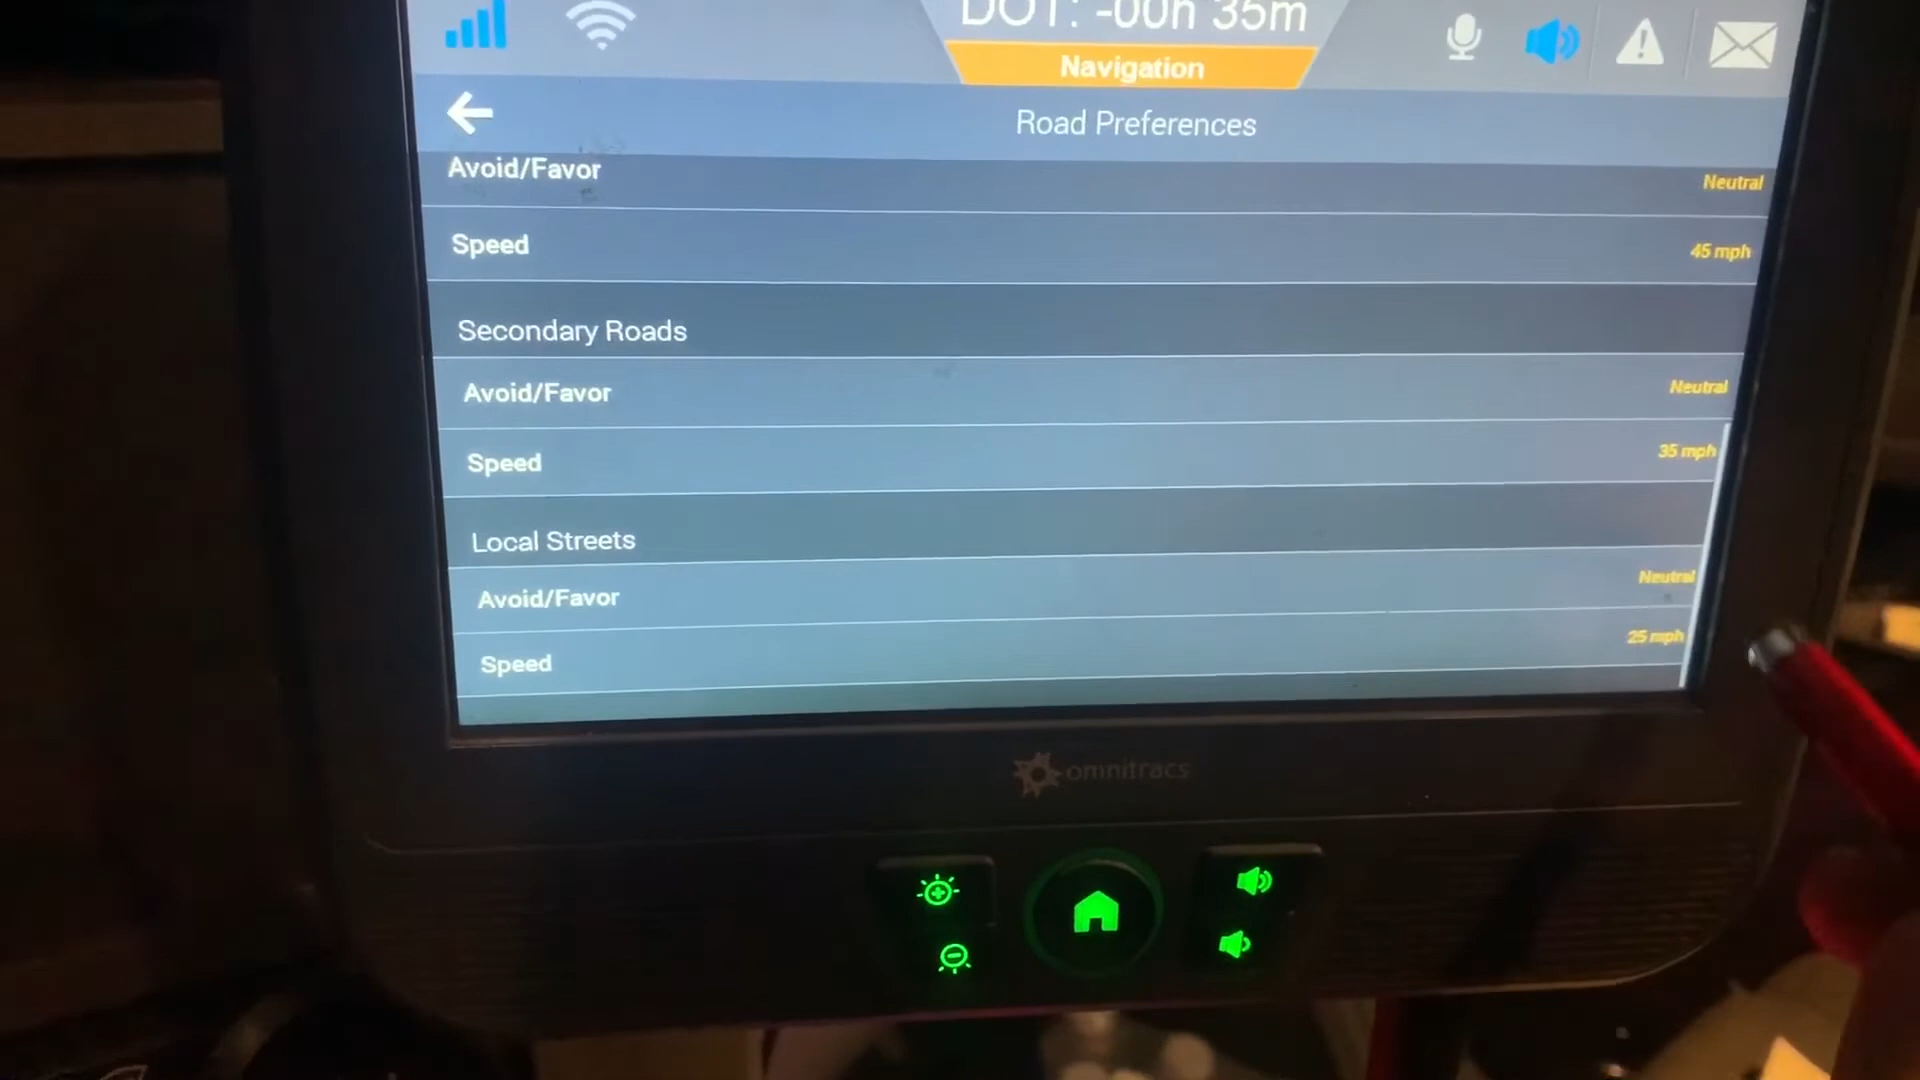 DOT: -00h 35m
Navigation
Road Preferences
Avoid/Favor Neutral
Speed 45 mph
Secondary Roads
Avoid/Favor Neutral
Speed 35 mph
Local Streets
Avoid/Favor Neutral
Speed 25 mph
omnitracs